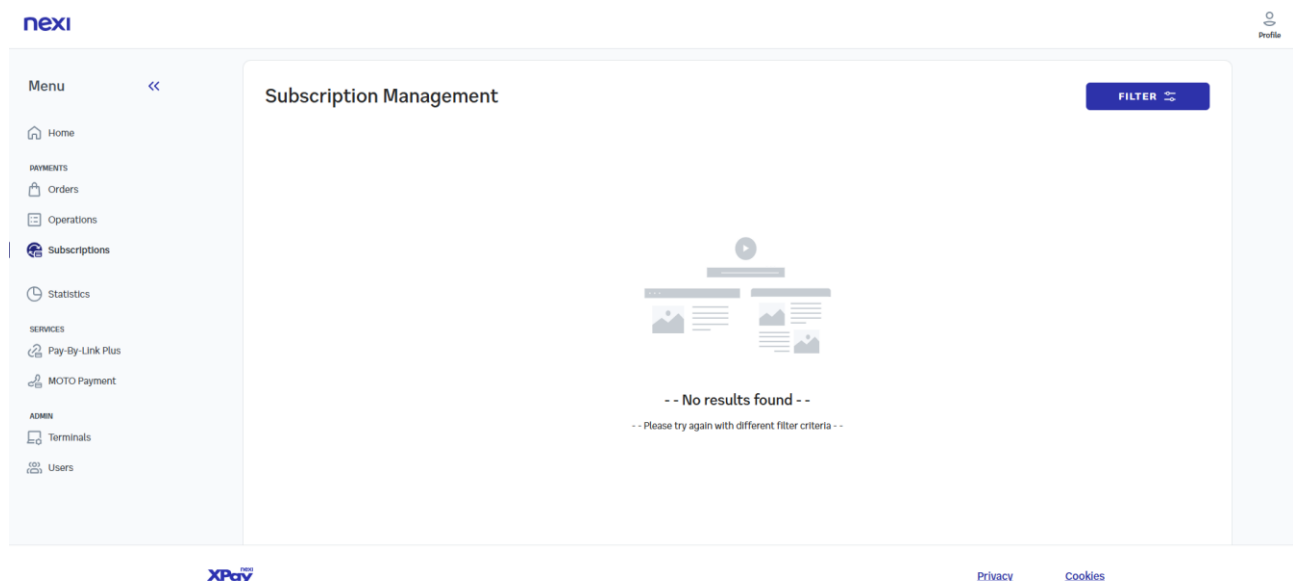 nexi
Profile
Menu
Home
PAYMENTS
Orders
Operations
Subscriptions
Statistics
SERVICES
Pay-By-Link Plus
MOTO Payment
ADMIN
Terminals
Users
Subscription Management
FILTER
- - No results found - -
- - Please try again with different filter criteria - -
XPay nexi
Privacy
Cookies